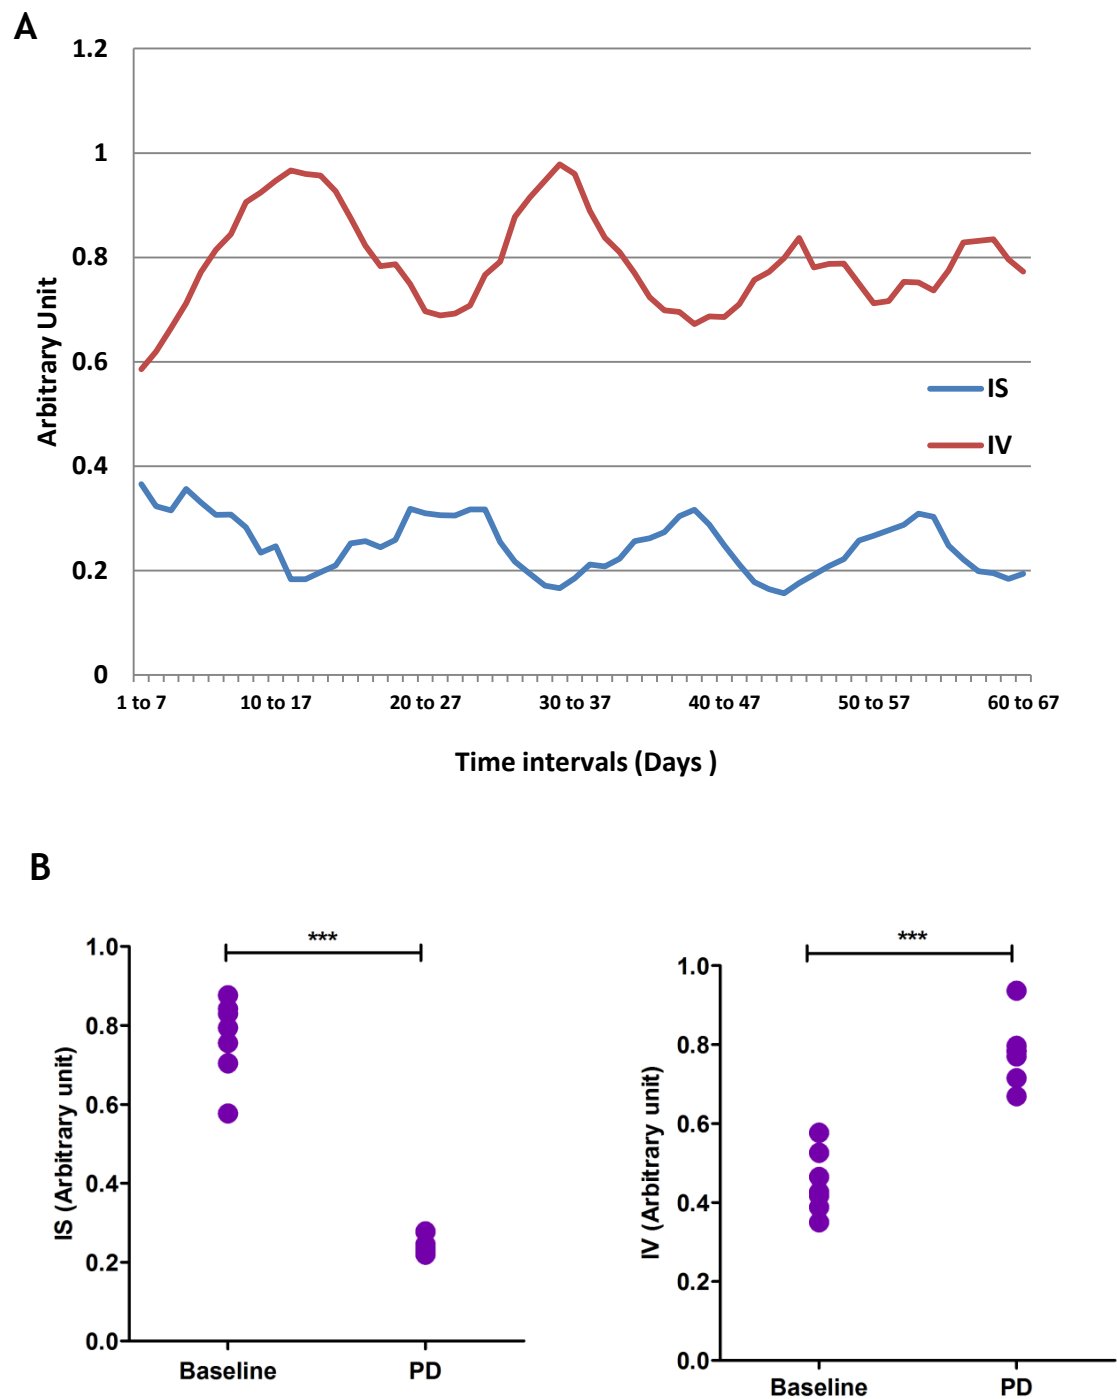 A
1.2
1
0.8
0.6
0.4
0.2
0
Arbitrary Unit
IS
IV
1 to 7 10 to 17 20 to 27 30 to 37 40 to 47 50 to 57 60 to 67
Time intervals (Days )
B
***
1.0
0.8
0.6
0.4
0.2
0.0
IS (Arbitrary unit)
Baseline PD
***
1.0
0.8
0.6
0.4
0.2
0.0
IV (Arbitrary unit)
Baseline PD